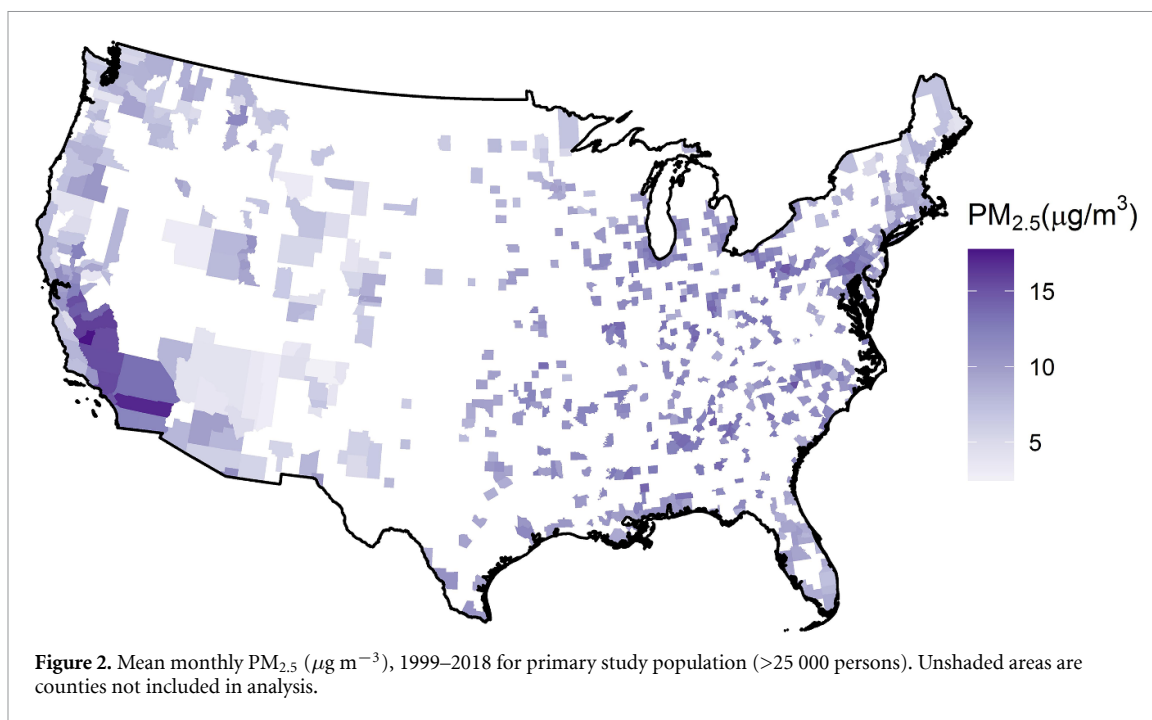 PM₂.₅(μg/m³)
15
10
5
Figure 2. Mean monthly PM₂.₅ (μg m⁻³), 1999–2018 for primary study population (>25 000 persons). Unshaded areas are
counties not included in analysis.